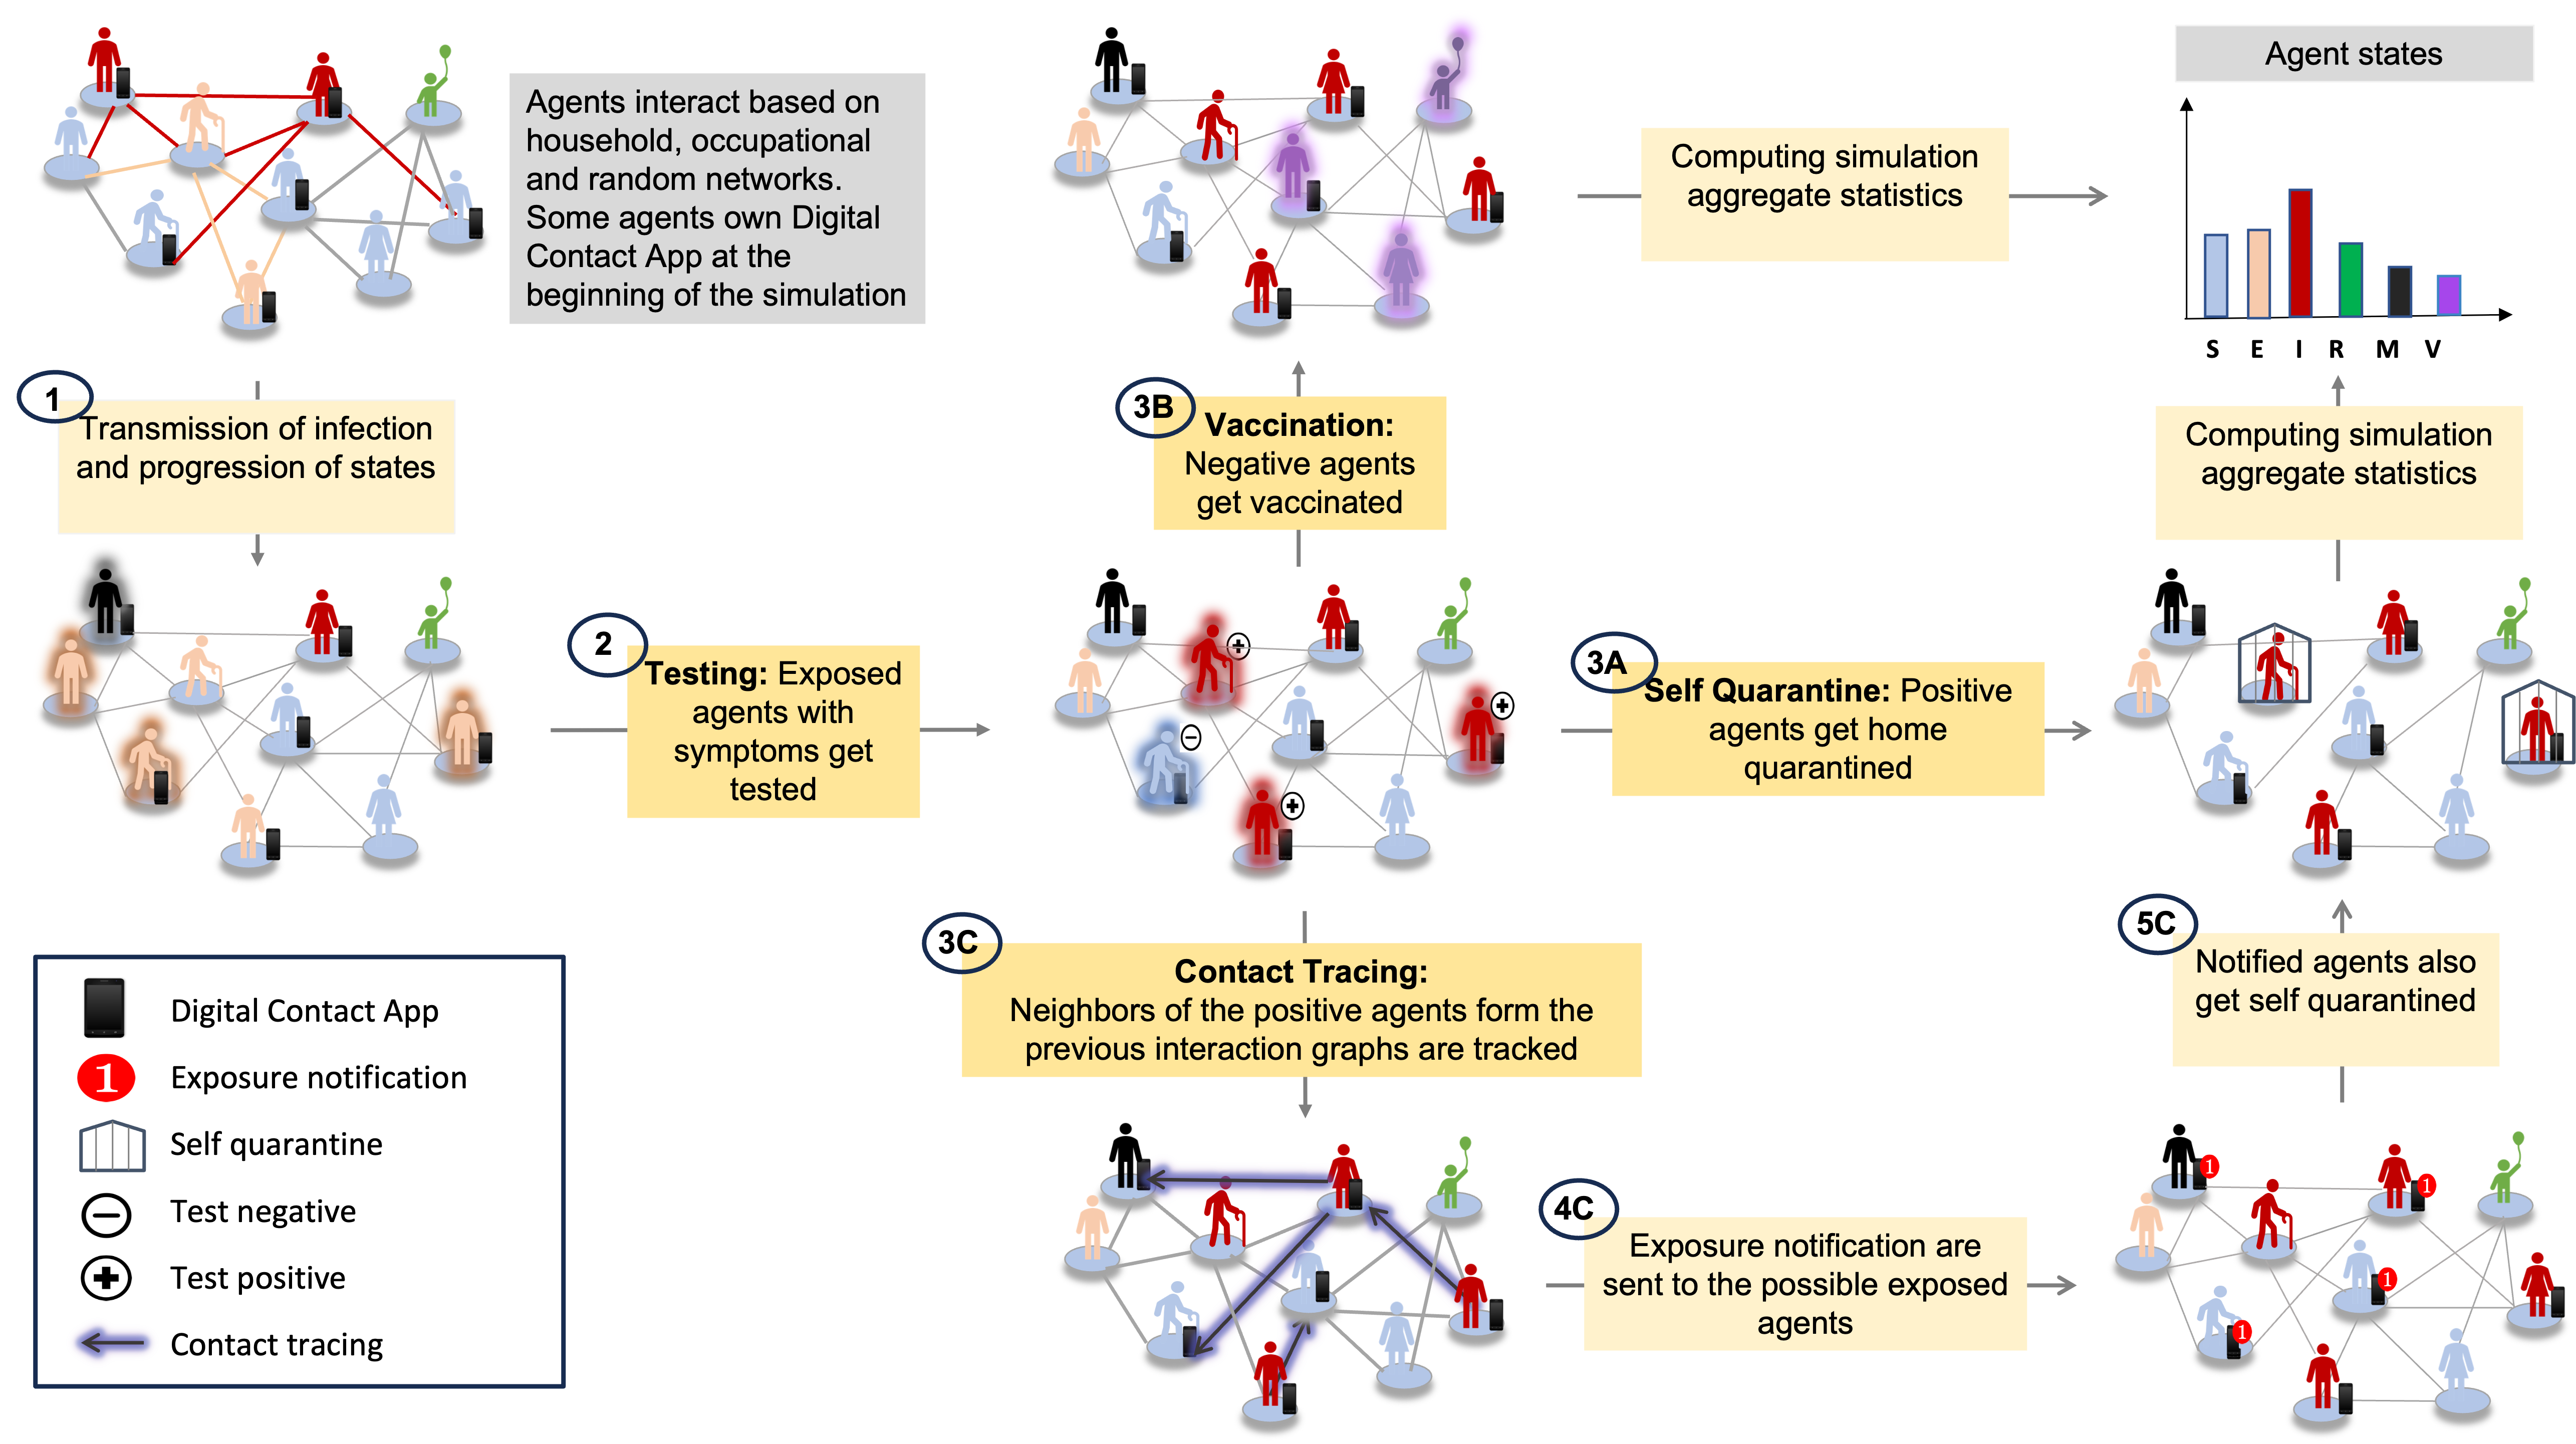 Agents interact based on
household, occupational
and random networks.
Some agents own Digital
Contact App at the
beginning of the simulation
Computing simulation
aggregate statistics
Agent states
S E I R M V
1
Transmission of infection
and progression of states
3B
Vaccination:
Negative agents
get vaccinated
Computing simulation
aggregate statistics
2
Testing: Exposed
agents with
symptoms get
tested
3A
Self Quarantine: Positive
agents get home
quarantined
3C
Contact Tracing:
Neighbors of the positive agents form the
previous interaction graphs are tracked
5C
Notified agents also
get self quarantined
Digital Contact App
1
Exposure notification
Self quarantine
Test negative
Test positive
Contact tracing
4C
Exposure notification are
sent to the possible exposed
agents
1
1
1
1